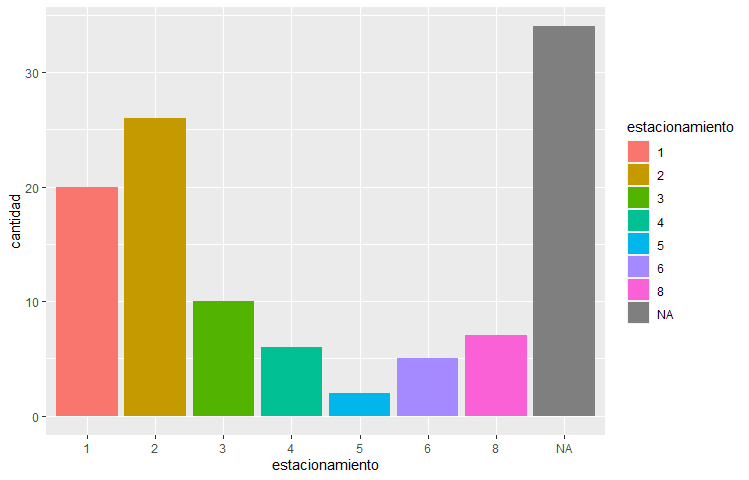 cantidad
30
20
10
0
1 2 3 4 5 6 8 NA
estacionamiento
estacionamiento
1
2
3
4
5
6
8
NA